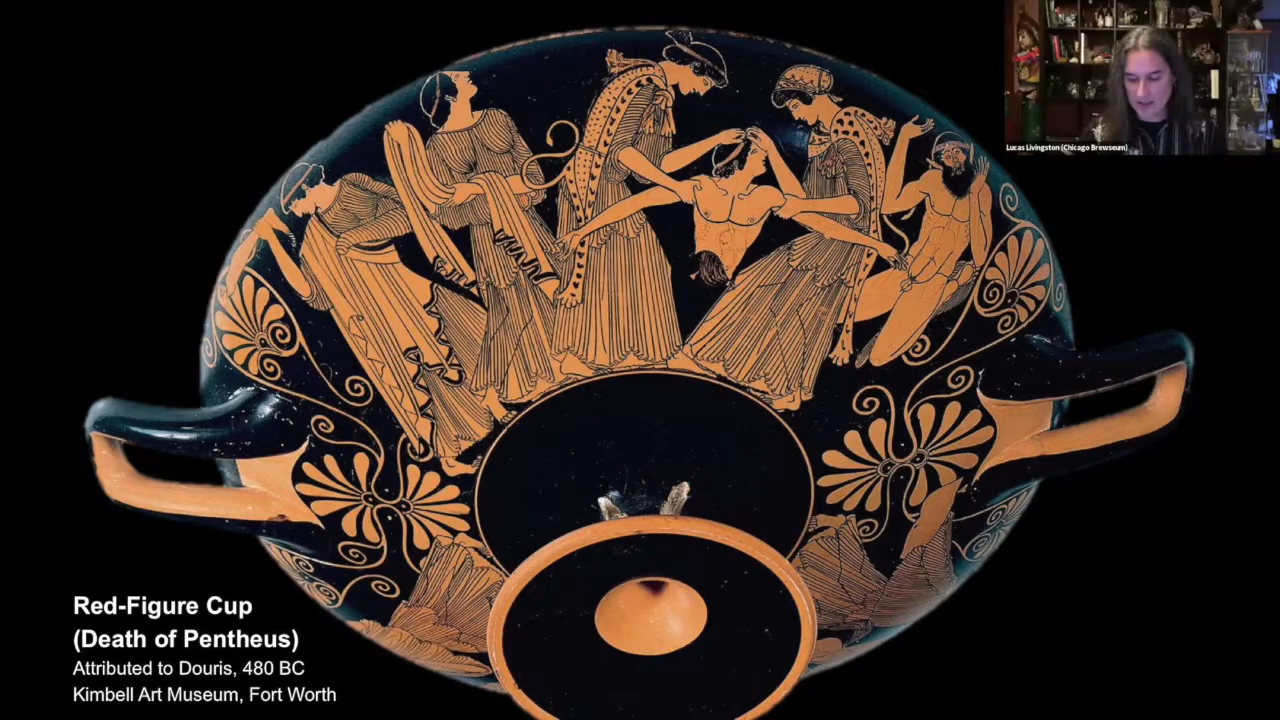 Lucas Livingston (Chicago Brewseum)
Red-Figure Cup
(Death of Pentheus)
Attributed to Douris, 480 BC
Kimbell Art Museum, Fort Worth